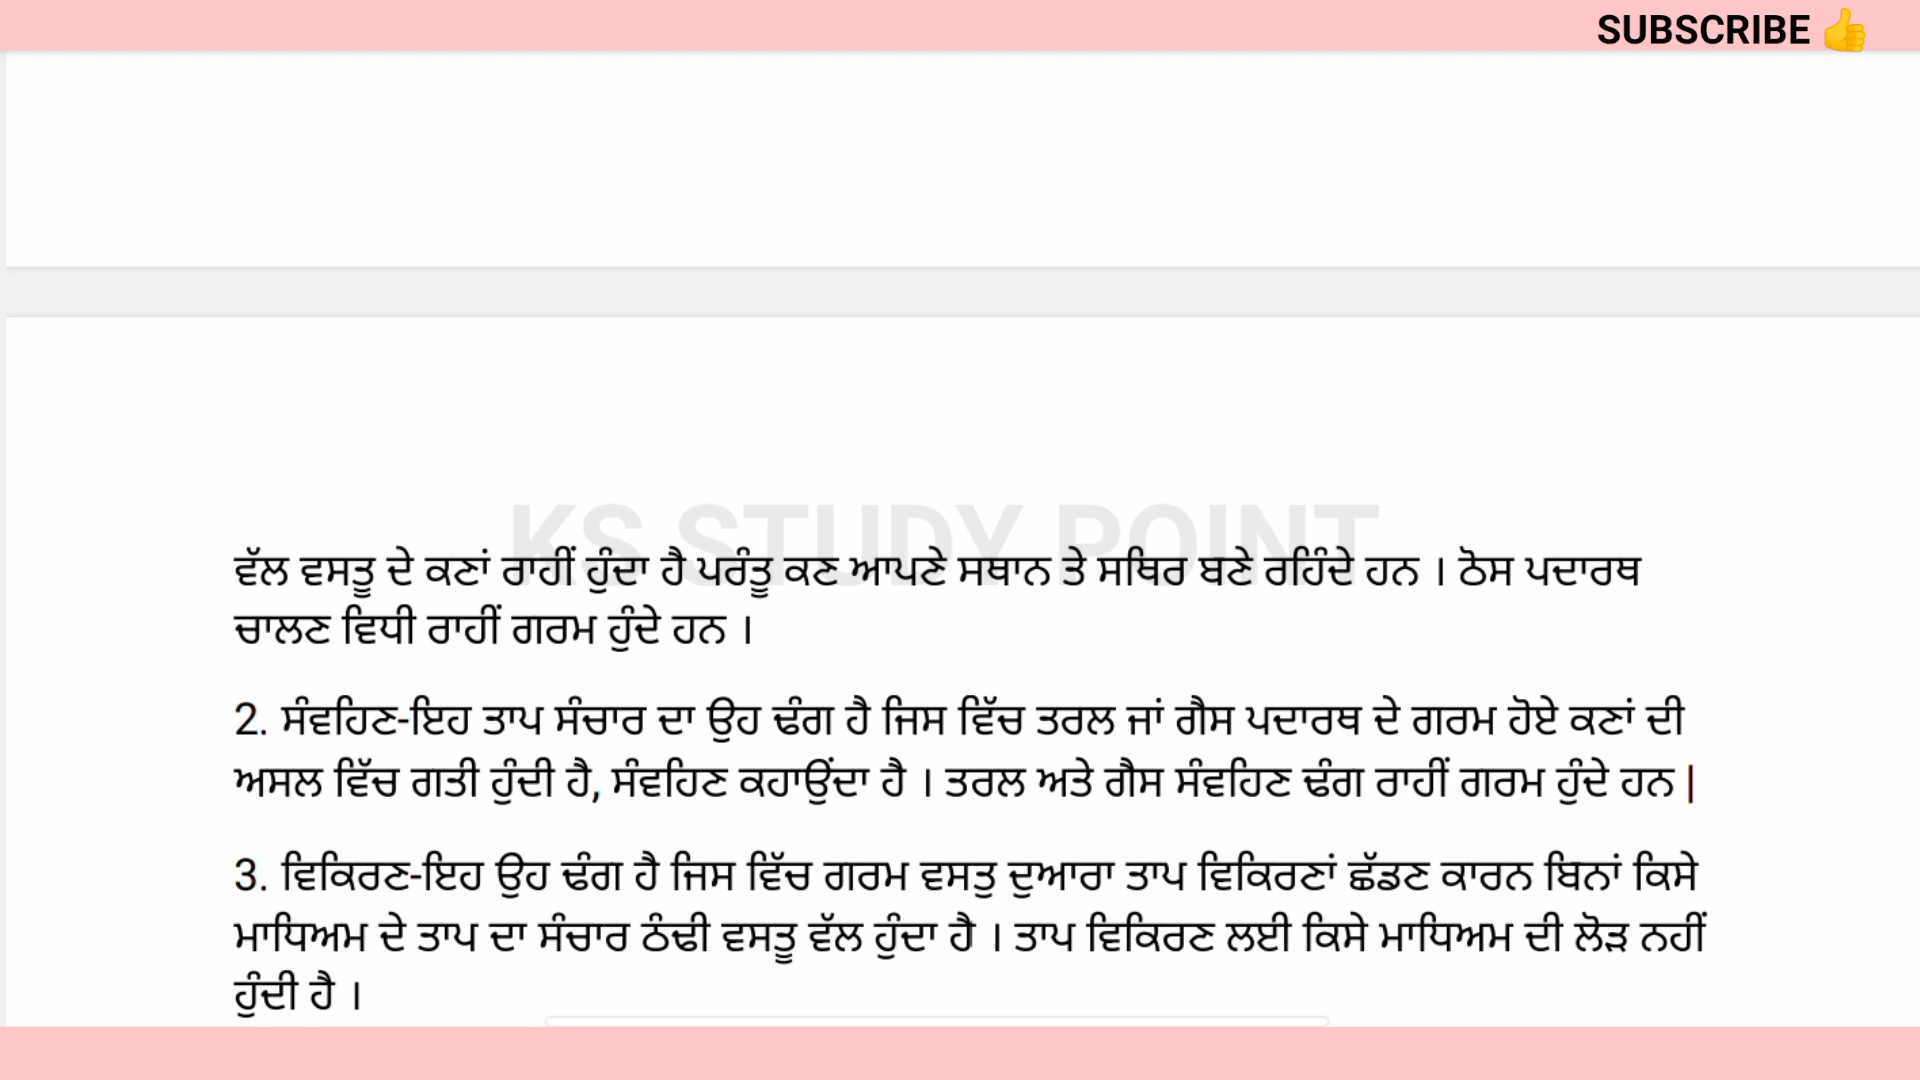 SUBSCRIBE 👍
KS STUDY POINT
ਵੱਲ ਵਸਤੂ ਦੇ ਕਣਾਂ ਰਾਹੀਂ ਹੁੰਦਾ ਹੈ ਪਰੰਤੂ ਕਣ ਆਪਣੇ ਸਥਾਨ ਤੇ ਸਥਿਰ ਬਣੇ ਰਹਿੰਦੇ ਹਨ । ਠੋਸ ਪਦਾਰਥ
ਚਾਲਣ ਵਿਧੀ ਰਾਹੀਂ ਗਰਮ ਹੁੰਦੇ ਹਨ ।
2. ਸੰਵਹਿਣ-ਇਹ ਤਾਪ ਸੰਚਾਰ ਦਾ ਉਹ ਢੰਗ ਹੈ ਜਿਸ ਵਿੱਚ ਤਰਲ ਜਾਂ ਗੈਸ ਪਦਾਰਥ ਦੇ ਗਰਮ ਹੋਏ ਕਣਾਂ ਦੀ
ਅਸਲ ਵਿੱਚ ਗਤੀ ਹੁੰਦੀ ਹੈ, ਸੰਵਹਿਣ ਕਹਾਉਂਦਾ ਹੈ । ਤਰਲ ਅਤੇ ਗੈਸ ਸੰਵਹਿਣ ਢੰਗ ਰਾਹੀਂ ਗਰਮ ਹੁੰਦੇ ਹਨ |
3. ਵਿਕਿਰਣ-ਇਹ ਉਹ ਢੰਗ ਹੈ ਜਿਸ ਵਿੱਚ ਗਰਮ ਵਸਤੁ ਦੁਆਰਾ ਤਾਪ ਵਿਕਿਰਣਾਂ ਛੱਡਣ ਕਾਰਨ ਬਿਨਾਂ ਕਿਸੇ
ਮਾਧਿਅਮ ਦੇ ਤਾਪ ਦਾ ਸੰਚਾਰ ਠੰਢੀ ਵਸਤੂ ਵੱਲ ਹੁੰਦਾ ਹੈ । ਤਾਪ ਵਿਕਿਰਣ ਲਈ ਕਿਸੇ ਮਾਧਿਅਮ ਦੀ ਲੋੜ ਨਹੀਂ
ਹੁੰਦੀ ਹੈ ।